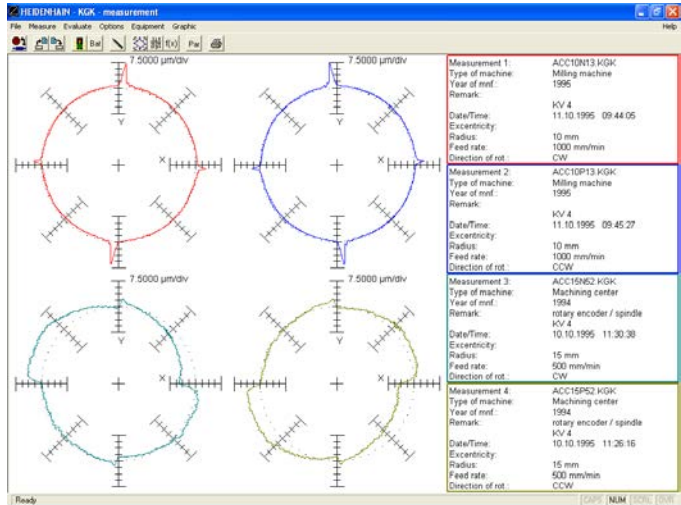 HEIDENHAIN - KGK - measurement
File Measure Evaluate Options Equipment Graphic Help
Bat f(x) Par
7.5000 µm/div
Y
X
7.5000 µm/div
Y
X
7.5000 µm/div
Y
X
7.5000 µm/div
Y
X
Measurement 1: ACC10N13.KGK
Type of machine: Milling machine
Year of mnf.: 1995
Remark:
KV 4
Date/Time: 11.10.1995 09:44:05
Excentricity:
Radius: 10 mm
Feed rate: 1000 mm/min
Direction of rot.: CW
Measurement 2: ACC10P13.KGK
Type of machine: Milling machine
Year of mnf.: 1995
Remark:
KV 4
Date/Time: 11.10.1995 09:45:27
Excentricity:
Radius: 10 mm
Feed rate: 1000 mm/min
Direction of rot.: CCW
Measurement 3: ACC15N52.KGK
Type of machine: Machining center
Year of mnf.: 1994
Remark: rotary encoder / spindle
KV 4
Date/Time: 10.10.1995 11:30:38
Excentricity:
Radius: 15 mm
Feed rate: 500 mm/min
Direction of rot.: CW
Measurement 4: ACC15P52.KGK
Type of machine: Machining center
Year of mnf.: 1994
Remark: rotary encoder / spindle
KV 4
Date/Time: 10.10.1995 11:26:16
Excentricity:
Radius: 15 mm
Feed rate: 500 mm/min
Direction of rot.: CCW
Ready CAPS NUM SCRL OVR